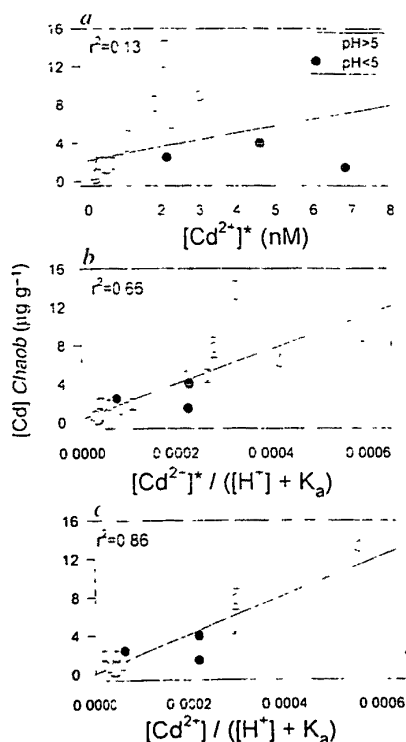 a
r²=0.13
pH>5
pH<5
16
12
8
4
0
0 1 2 3 4 5 6 7 8
[Cd²⁺]* (nM)
b
r²=0.65
16
12
8
4
0
[Cd] Chaob (µg g⁻¹)
0 0000 0 0002 0 0004 0 0006
[Cd²⁺]* / ([H⁺] + Kₐ)
c
r²=0.86
16
12
8
4
0
0 0000 0 0002 0 0004 0 0006
[Cd²⁺] / ([H⁺] + Kₐ)